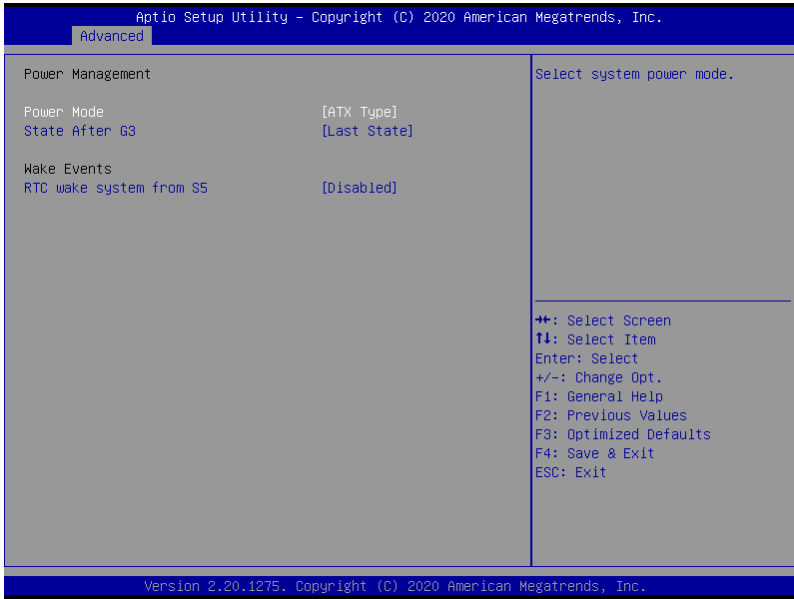 Aptio Setup Utility – Copyright (C) 2020 American Megatrends, Inc.
Advanced
Power Management
Power Mode [ATX Type]
State After G3 [Last State]
Wake Events
RTC wake system from S5 [Disabled]
Select system power mode.
→←: Select Screen
↑↓: Select Item
Enter: Select
+/-: Change Opt.
F1: General Help
F2: Previous Values
F3: Optimized Defaults
F4: Save & Exit
ESC: Exit
Version 2.20.1275. Copyright (C) 2020 American Megatrends, Inc.